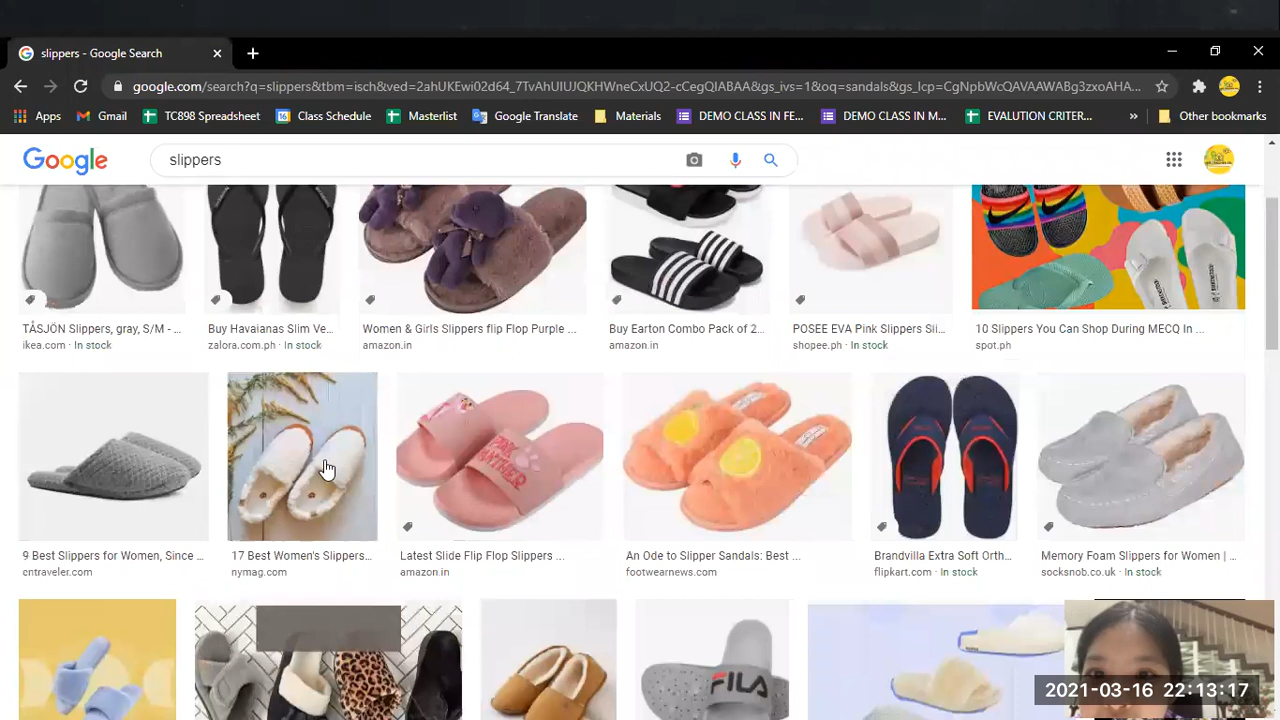 slippers - Google Search
google.com/search?q=slippers&tbm=isch&ved=2ahUKEwi02d64_7TvAhUIUJQKHWneCxUQ2-cCegQIABAA&gs_ivs=1&oq=sandals&gs_lcp=CgNpbWcQAVAAWABg3zxoAHA...
Apps Gmail TC898 Spreadsheet Class Schedule Masterlist Google Translate Materials DEMO CLASS IN FE... DEMO CLASS IN M... EVALUTION CRITER... » Other bookmarks
Google slippers
TÅSJÖN Slippers, gray, S/M - ... Buy Havaianas Slim Ve... Women & Girls Slippers flip Flop Purple ... Buy Earton Combo Pack of 2... POSEE EVA Pink Slippers Sli... 10 Slippers You Can Shop During MECQ In ...
ikea.com · In stock zalora.com.ph · In stock amazon.in amazon.in shopee.ph · In stock spot.ph
PINK
PANTHER
9 Best Slippers for Women, Since ... 17 Best Women's Slippers... Latest Slide Flip Flop Slippers ... An Ode to Slipper Sandals: Best ... Brandvilla Extra Soft Orth... Memory Foam Slippers for Women | ...
cntraveler.com nymag.com amazon.in footwearnews.com flipkart.com · In stock socksnob.co.uk · In stock
FILA
2021-03-16 22:13:17